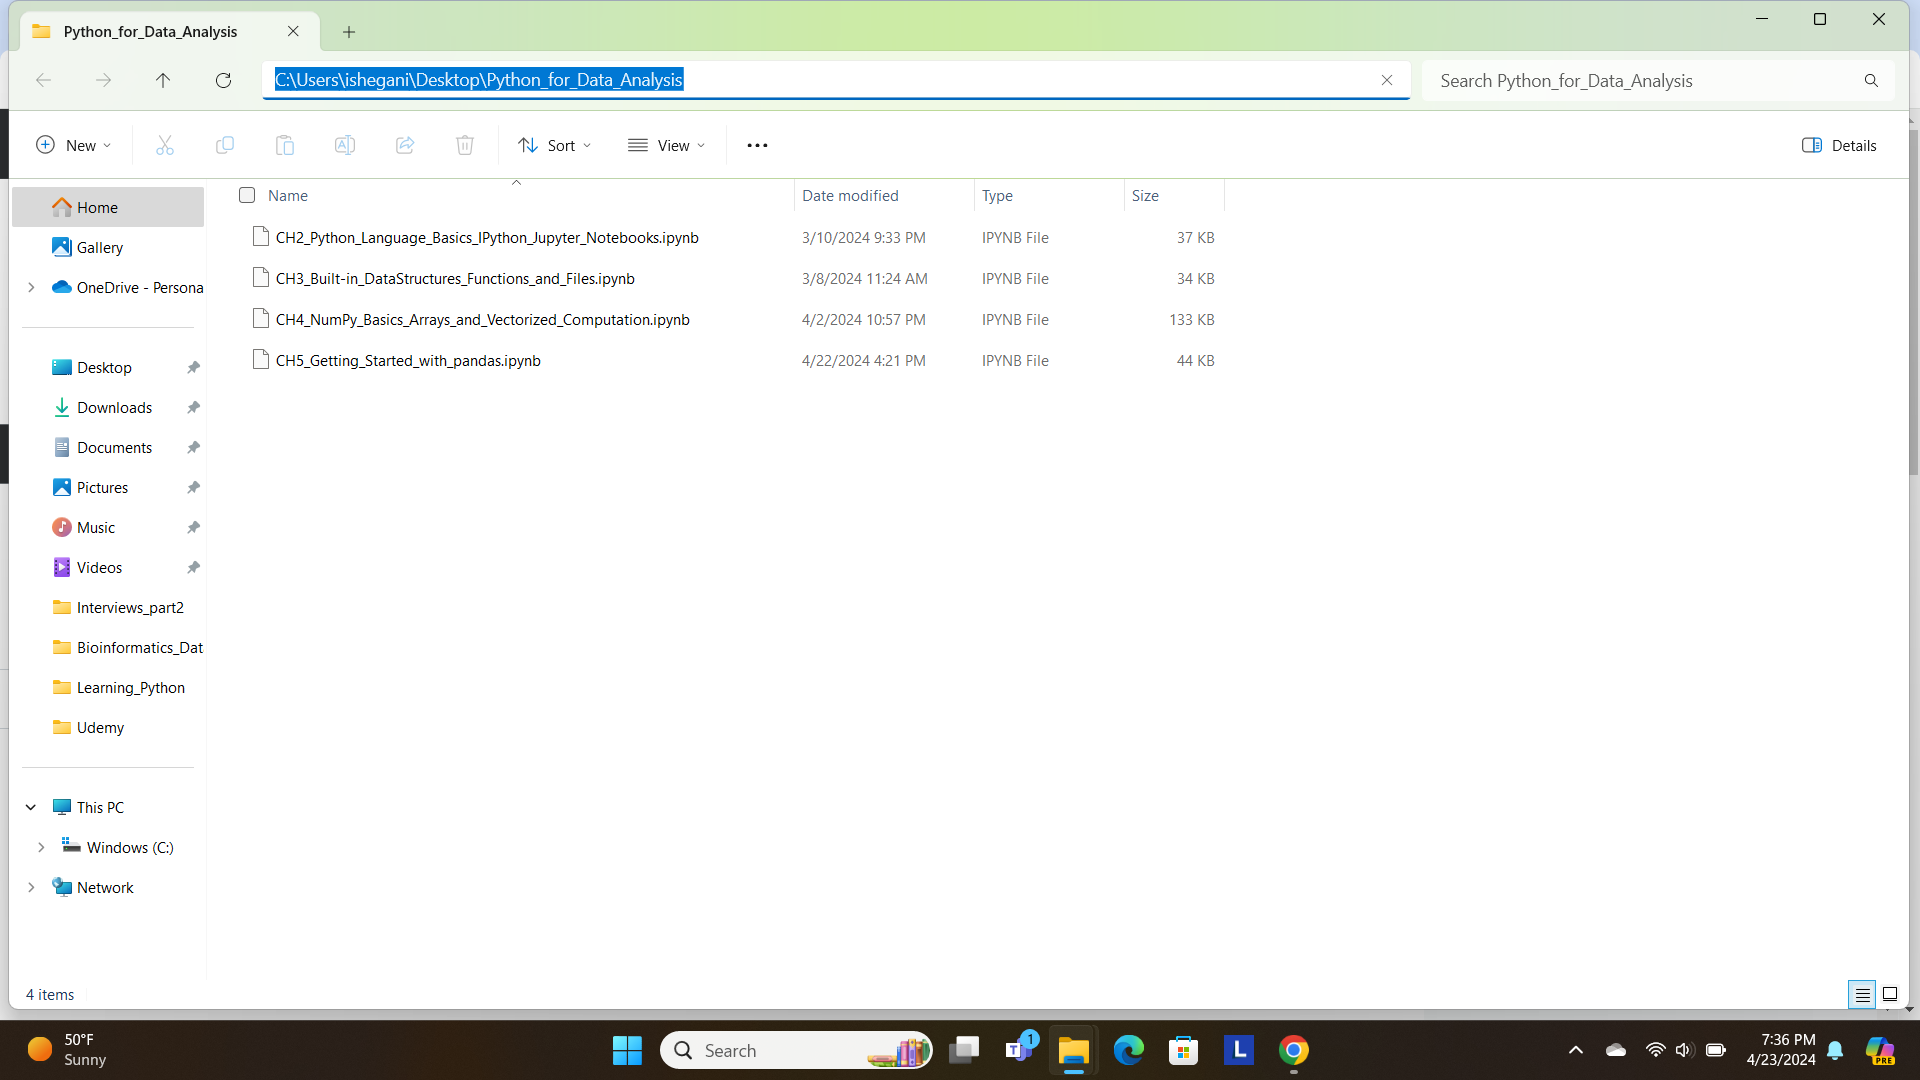 Python_for_Data_Analysis
C:\Users\ishegani\Desktop\Python_for_Data_Analysis
Search Python_for_Data_Analysis
New
Sort
View
Details
Name Date modified Type Size
CH2_Python_Language_Basics_IPython_Jupyter_Notebooks.ipynb 3/10/2024 9:33 PM IPYNB File 37 KB
CH3_Built-in_DataStructures_Functions_and_Files.ipynb 3/8/2024 11:24 AM IPYNB File 34 KB
CH4_NumPy_Basics_Arrays_and_Vectorized_Computation.ipynb 4/2/2024 10:57 PM IPYNB File 133 KB
CH5_Getting_Started_with_pandas.ipynb 4/22/2024 4:21 PM IPYNB File 44 KB
Home
Gallery
OneDrive - Persona
Desktop
Downloads
Documents
Pictures
Music
Videos
Interviews_part2
Bioinformatics_Dat
Learning_Python
Udemy
This PC
Windows (C:)
Network
4 items
50°F
Sunny
Search
T
1
L
7:36 PM
4/23/2024
PRE